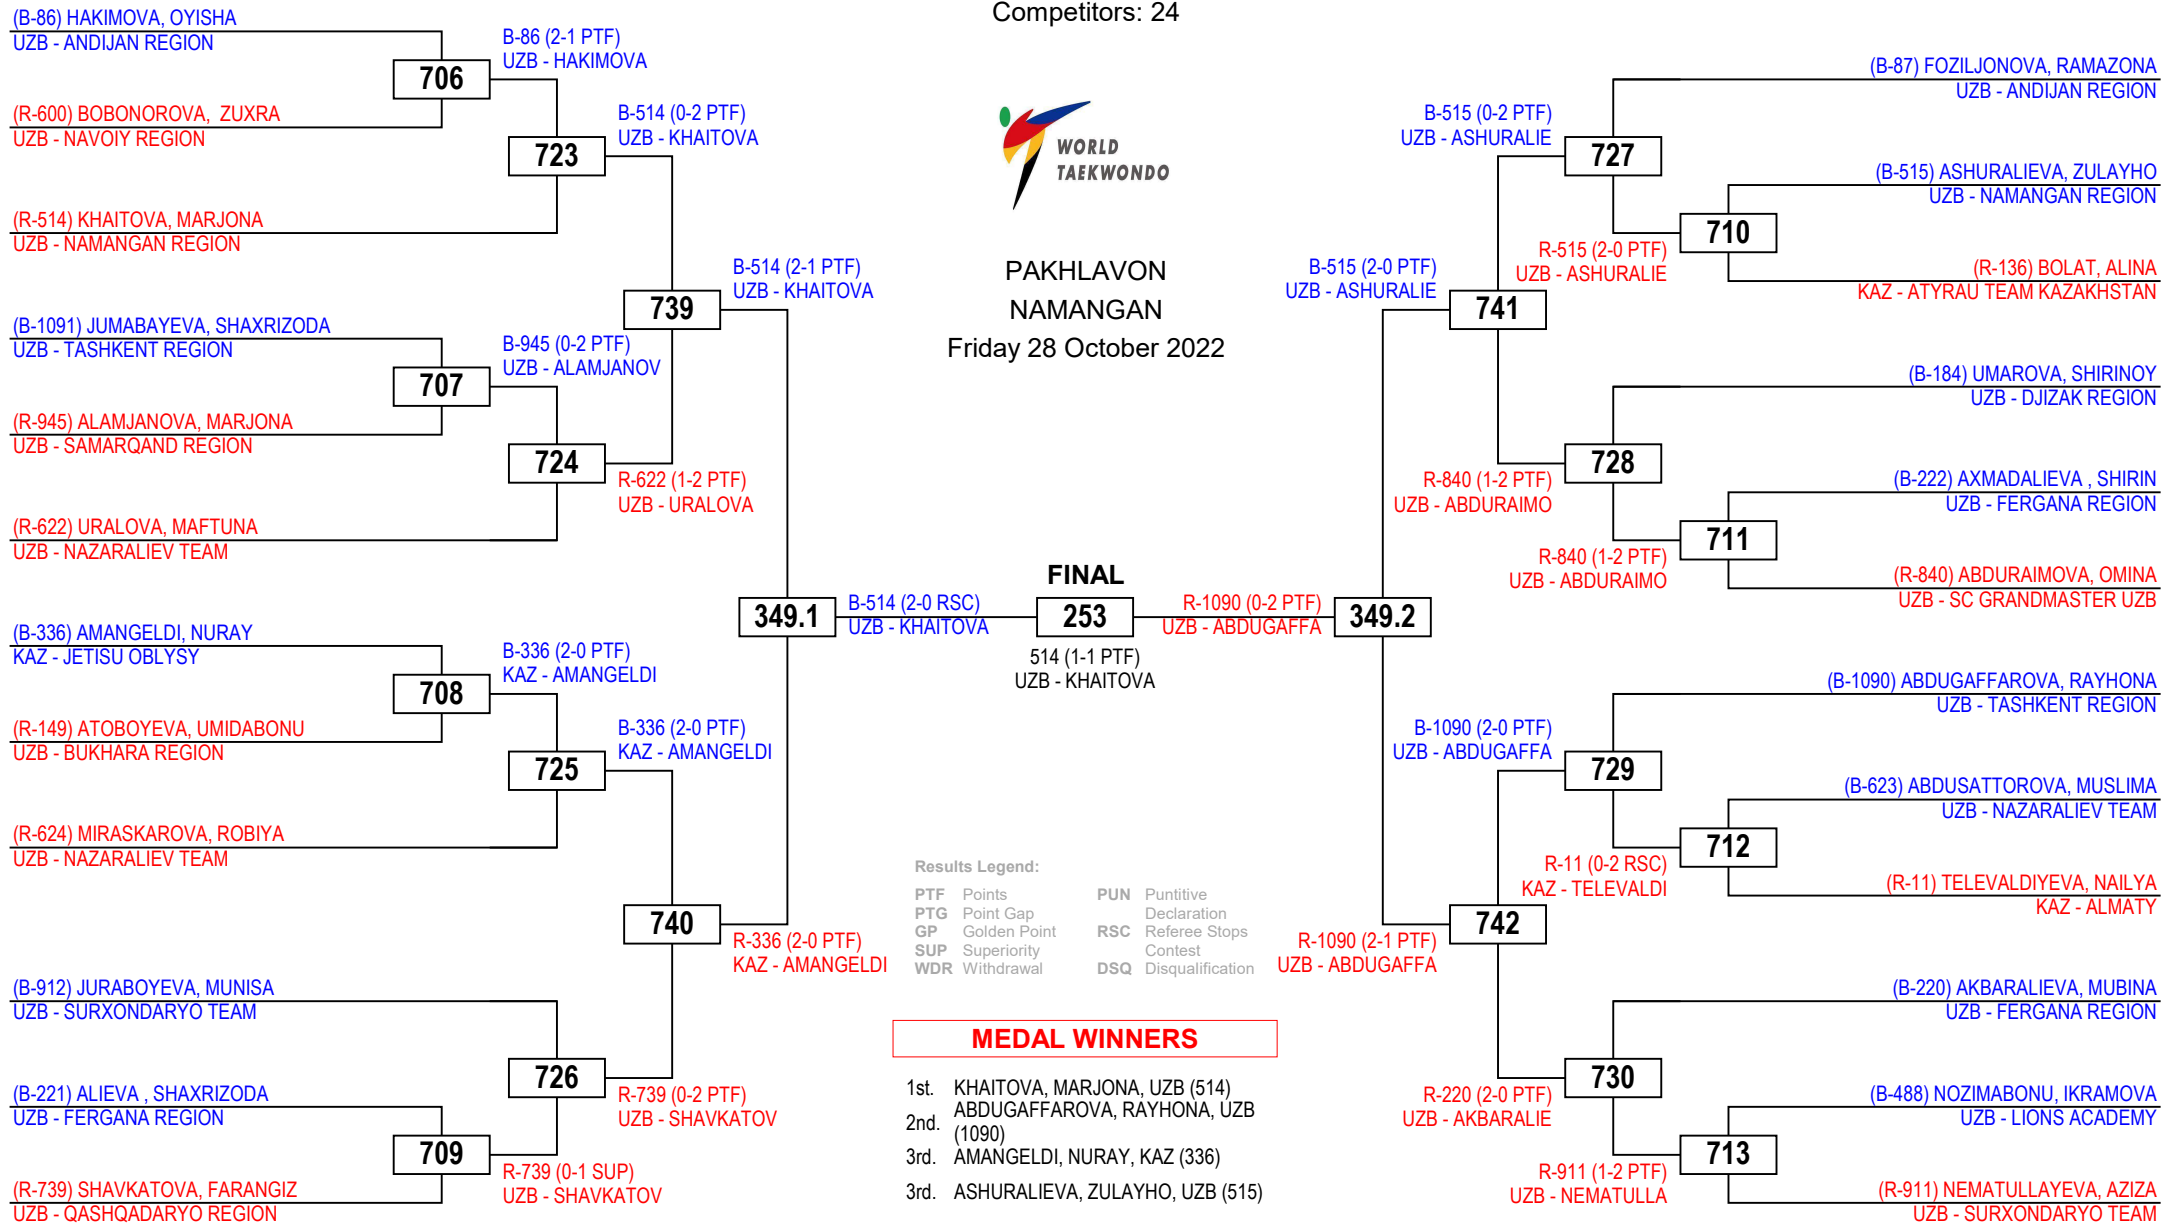 Competitors: 24
WORLD
TAEKWONDO
PAKHLAVON
NAMANGAN
Friday 28 October 2022
(B-86) HAKIMOVA, OYISHA
UZB - ANDIJAN REGION
706
(R-600) BOBONOROVA,  ZUXRA
UZB - NAVOIY REGION
B-86 (2-1 PTF)
UZB - HAKIMOVA
723
(R-514) KHAITOVA, MARJONA
UZB - NAMANGAN REGION
B-514 (0-2 PTF)
UZB - KHAITOVA
739
B-514 (2-1 PTF)
UZB - KHAITOVA
(B-1091) JUMABAYEVA, SHAXRIZODA
UZB - TASHKENT REGION
707
(R-945) ALAMJANOVA, MARJONA
UZB - SAMARQAND REGION
B-945 (0-2 PTF)
UZB - ALAMJANOV
724
(R-622) URALOVA, MAFTUNA
UZB - NAZARALIEV TEAM
R-622 (1-2 PTF)
UZB - URALOVA
(B-336) AMANGELDI, NURAY
KAZ - JETISU OBLYSY
708
(R-149) ATOBOYEVA, UMIDABONU
UZB - BUKHARA REGION
B-336 (2-0 PTF)
KAZ - AMANGELDI
725
(R-624) MIRASKAROVA, ROBIYA
UZB - NAZARALIEV TEAM
B-336 (2-0 PTF)
KAZ - AMANGELDI
740
R-336 (2-0 PTF)
KAZ - AMANGELDI
(B-912) JURABOYEVA, MUNISA
UZB - SURXONDARYO TEAM
726
(B-221) ALIEVA , SHAXRIZODA
UZB - FERGANA REGION
709
(R-739) SHAVKATOVA, FARANGIZ
UZB - QASHQADARYO REGION
R-739 (0-1 SUP)
UZB - SHAVKATOV
R-739 (0-2 PTF)
UZB - SHAVKATOV
349.1
B-514 (2-0 RSC)
UZB - KHAITOVA
FINAL
253
514 (1-1 PTF)
UZB - KHAITOVA
R-1090 (0-2 PTF)
UZB - ABDUGAFFA
349.2
(B-87) FOZILJONOVA, RAMAZONA
UZB - ANDIJAN REGION
B-515 (0-2 PTF)
UZB - ASHURALIE
727
(B-515) ASHURALIEVA, ZULAYHO
UZB - NAMANGAN REGION
710
R-515 (2-0 PTF)
UZB - ASHURALIE
(R-136) BOLAT, ALINA
KAZ - ATYRAU TEAM KAZAKHSTAN
B-515 (2-0 PTF)
UZB - ASHURALIE
741
(B-184) UMAROVA, SHIRINOY
UZB - DJIZAK REGION
728
R-840 (1-2 PTF)
UZB - ABDURAIMO
(B-222) AXMADALIEVA , SHIRIN
UZB - FERGANA REGION
711
R-840 (1-2 PTF)
UZB - ABDURAIMO
(R-840) ABDURAIMOVA, OMINA
UZB - SC GRANDMASTER UZB
(B-1090) ABDUGAFFAROVA, RAYHONA
UZB - TASHKENT REGION
B-1090 (2-0 PTF)
UZB - ABDUGAFFA
729
(B-623) ABDUSATTOROVA, MUSLIMA
UZB - NAZARALIEV TEAM
712
R-11 (0-2 RSC)
KAZ - TELEVALDI
(R-11) TELEVALDIYEVA, NAILYA
KAZ - ALMATY
742
R-1090 (2-1 PTF)
UZB - ABDUGAFFA
(B-220) AKBARALIEVA, MUBINA
UZB - FERGANA REGION
730
R-220 (2-0 PTF)
UZB - AKBARALIE
(B-488) NOZIMABONU, IKRAMOVA
UZB - LIONS ACADEMY
713
R-911 (1-2 PTF)
UZB - NEMATULLA
(R-911) NEMATULLAYEVA, AZIZA
UZB - SURXONDARYO TEAM
Results Legend:
PTF Points
PTG Point Gap
GP Golden Point
SUP Superiority
WDR Withdrawal
PUN Puntitive
Declaration
RSC Referee Stops
Contest
DSQ Disqualification
MEDAL WINNERS
1st. KHAITOVA, MARJONA, UZB (514)
2nd. ABDUGAFFAROVA, RAYHONA, UZB
(1090)
3rd. AMANGELDI, NURAY, KAZ (336)
3rd. ASHURALIEVA, ZULAYHO, UZB (515)